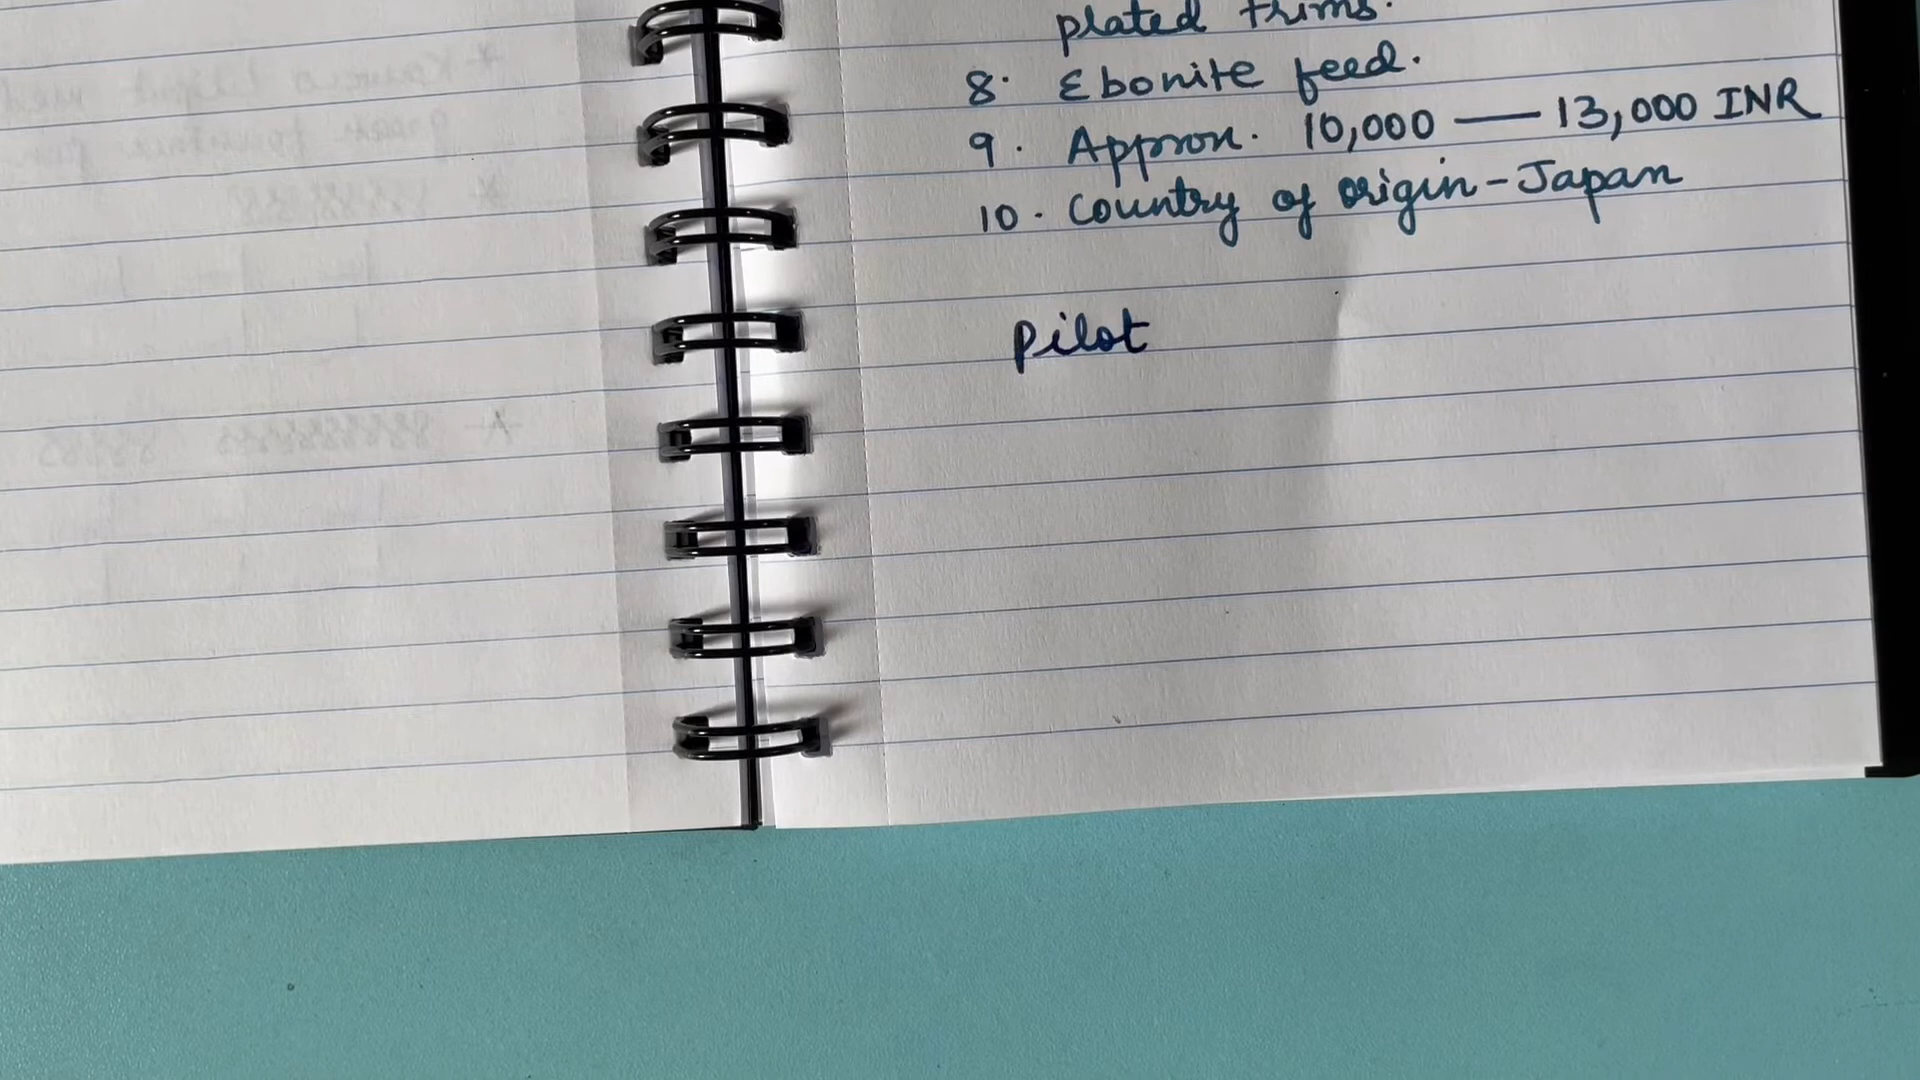 plated trims.
8. Ebonite feed.
9. Approx. 10,000 — 13,000 INR
10. Country of origin - Japan
Pilot